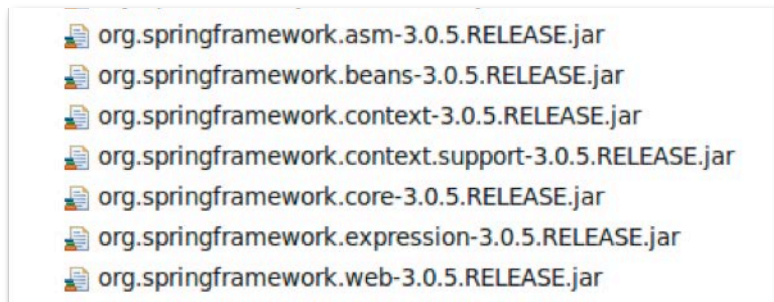 org.springframework.asm-3.0.5.RELEASE.jar
org.springframework.beans-3.0.5.RELEASE.jar
org.springframework.context-3.0.5.RELEASE.jar
org.springframework.context.support-3.0.5.RELEASE.jar
org.springframework.core-3.0.5.RELEASE.jar
org.springframework.expression-3.0.5.RELEASE.jar
org.springframework.web-3.0.5.RELEASE.jar